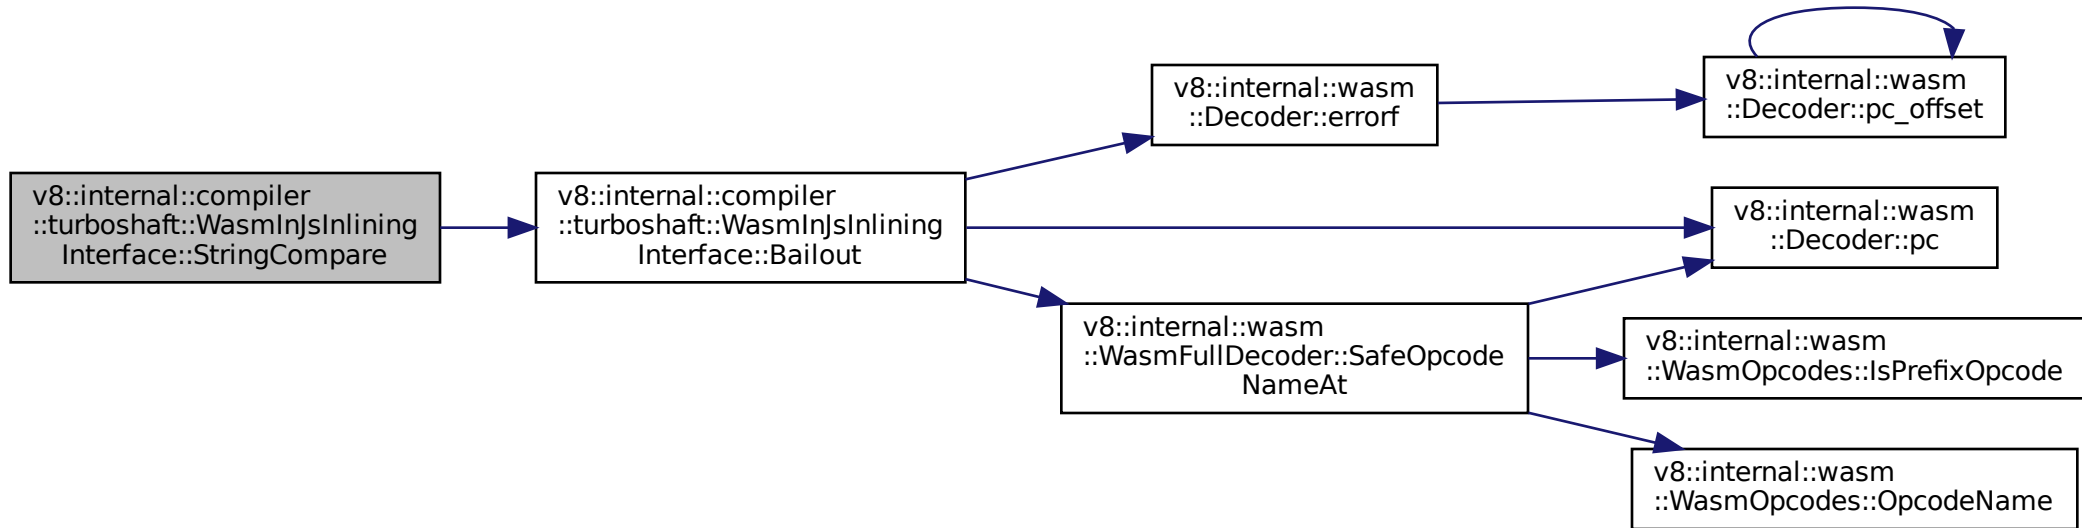 v8::internal::compiler
::turboshaft::WasmInJsInlining
Interface::StringCompare
v8::internal::compiler
::turboshaft::WasmInJsInlining
Interface::Bailout
v8::internal::wasm
::Decoder::errorf
v8::internal::wasm
::Decoder::pc_offset
v8::internal::wasm
::Decoder::pc
v8::internal::wasm
::WasmFullDecoder::SafeOpcode
NameAt
v8::internal::wasm
::WasmOpcodes::IsPrefixOpcode
v8::internal::wasm
::WasmOpcodes::OpcodeName